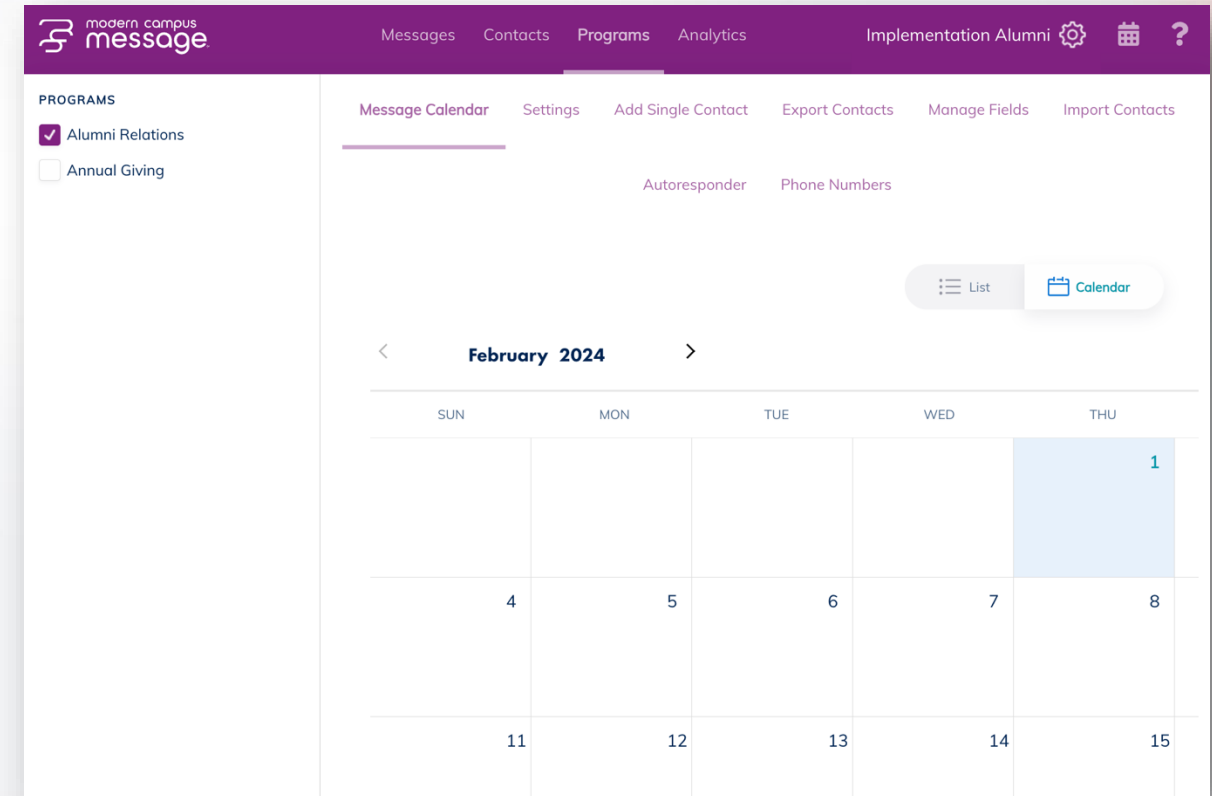 modern campus
message.
Messages Contacts Programs Analytics Implementation Alumni ?
PROGRAMS
Alumni Relations
Annual Giving
Message Calendar Settings Add Single Contact Export Contacts Manage Fields Import Contacts
Autoresponder Phone Numbers
List Calendar
February 2024
SUN MON TUE WED THU
1
4 5 6 7 8
11 12 13 14 15